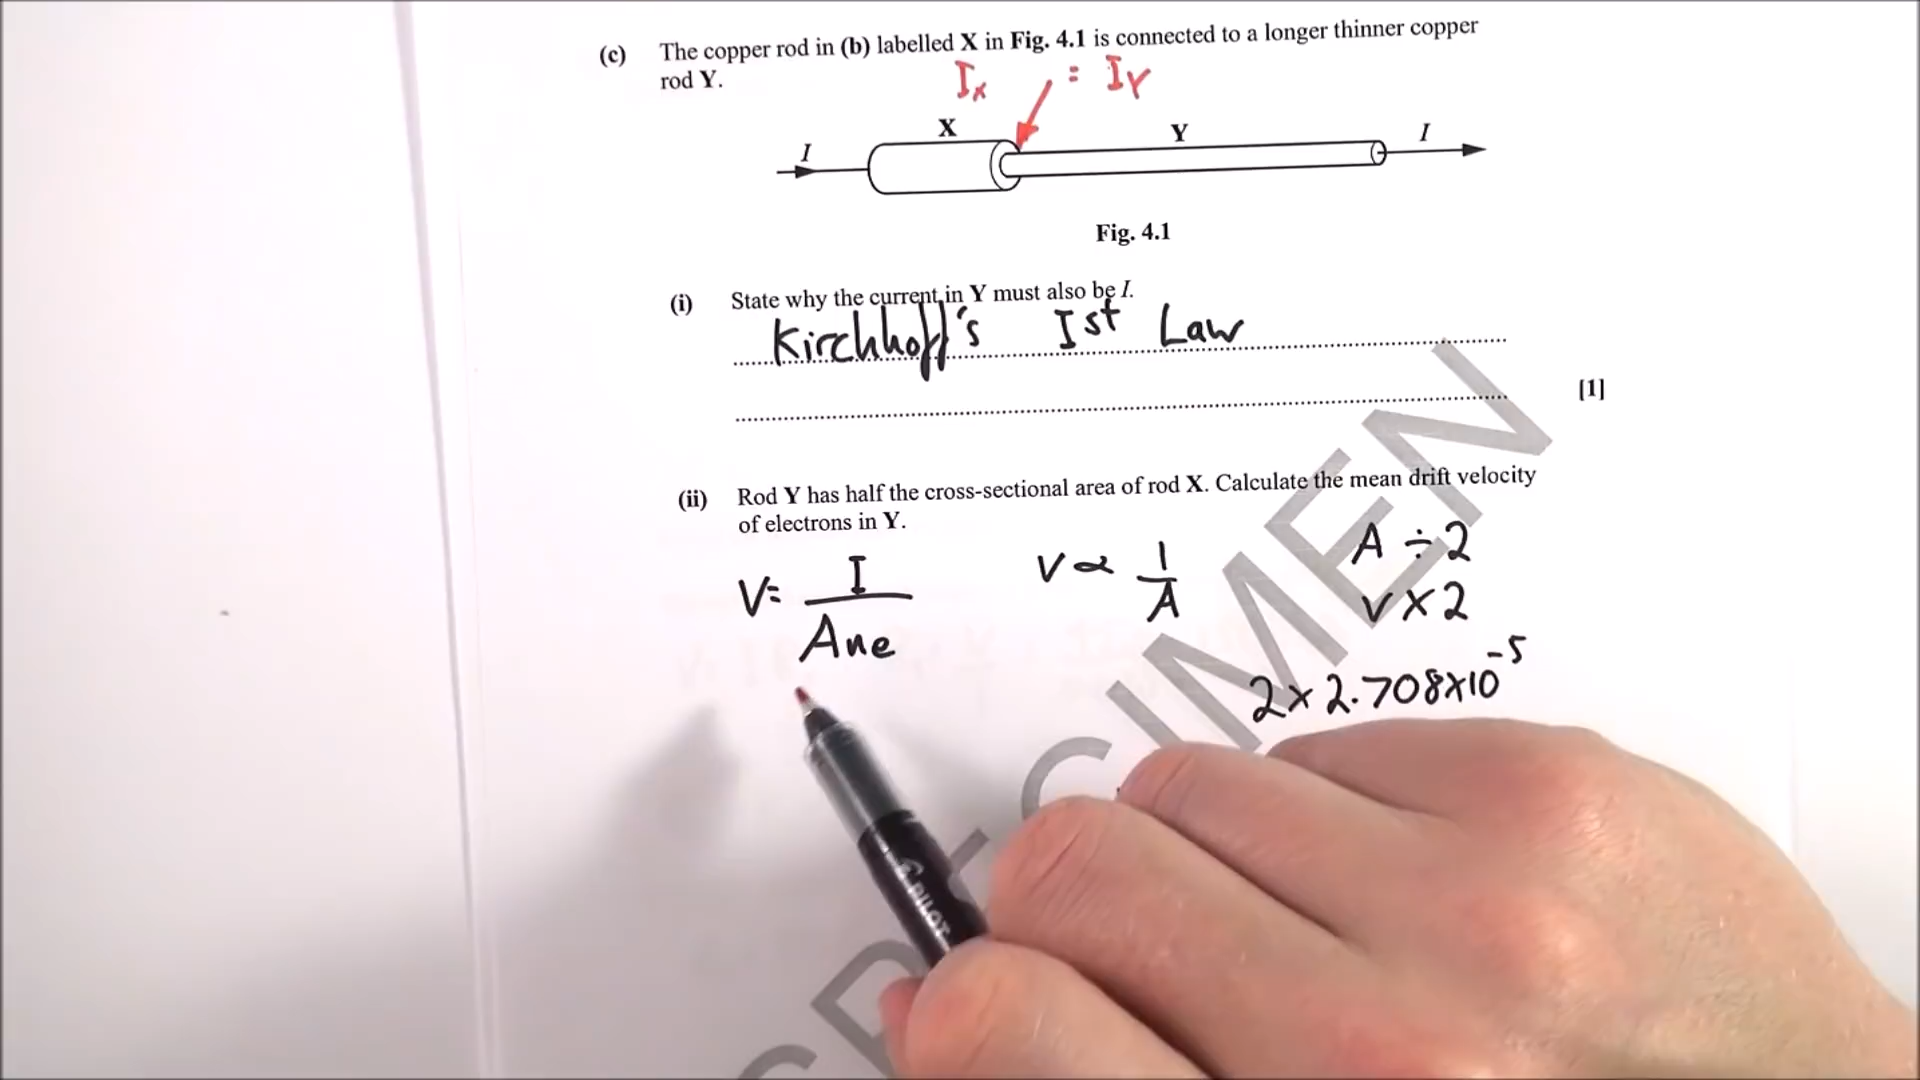 (c) The copper rod in (b) labelled X in Fig. 4.1 is connected to a longer thinner copper
rod Y.
Ix = IY
X
Y
I
I
Fig. 4.1
(i) State why the current in Y must also be I.
Kirchhoff's Ist Law
[1]
(ii) Rod Y has half the cross-sectional area of rod X. Calculate the mean drift velocity
of electrons in Y.
V= I / Ane
V ∝ 1 / A
A ÷ 2
V × 2
2 × 2.708×10⁻⁵
PILOT
SPECIMEN